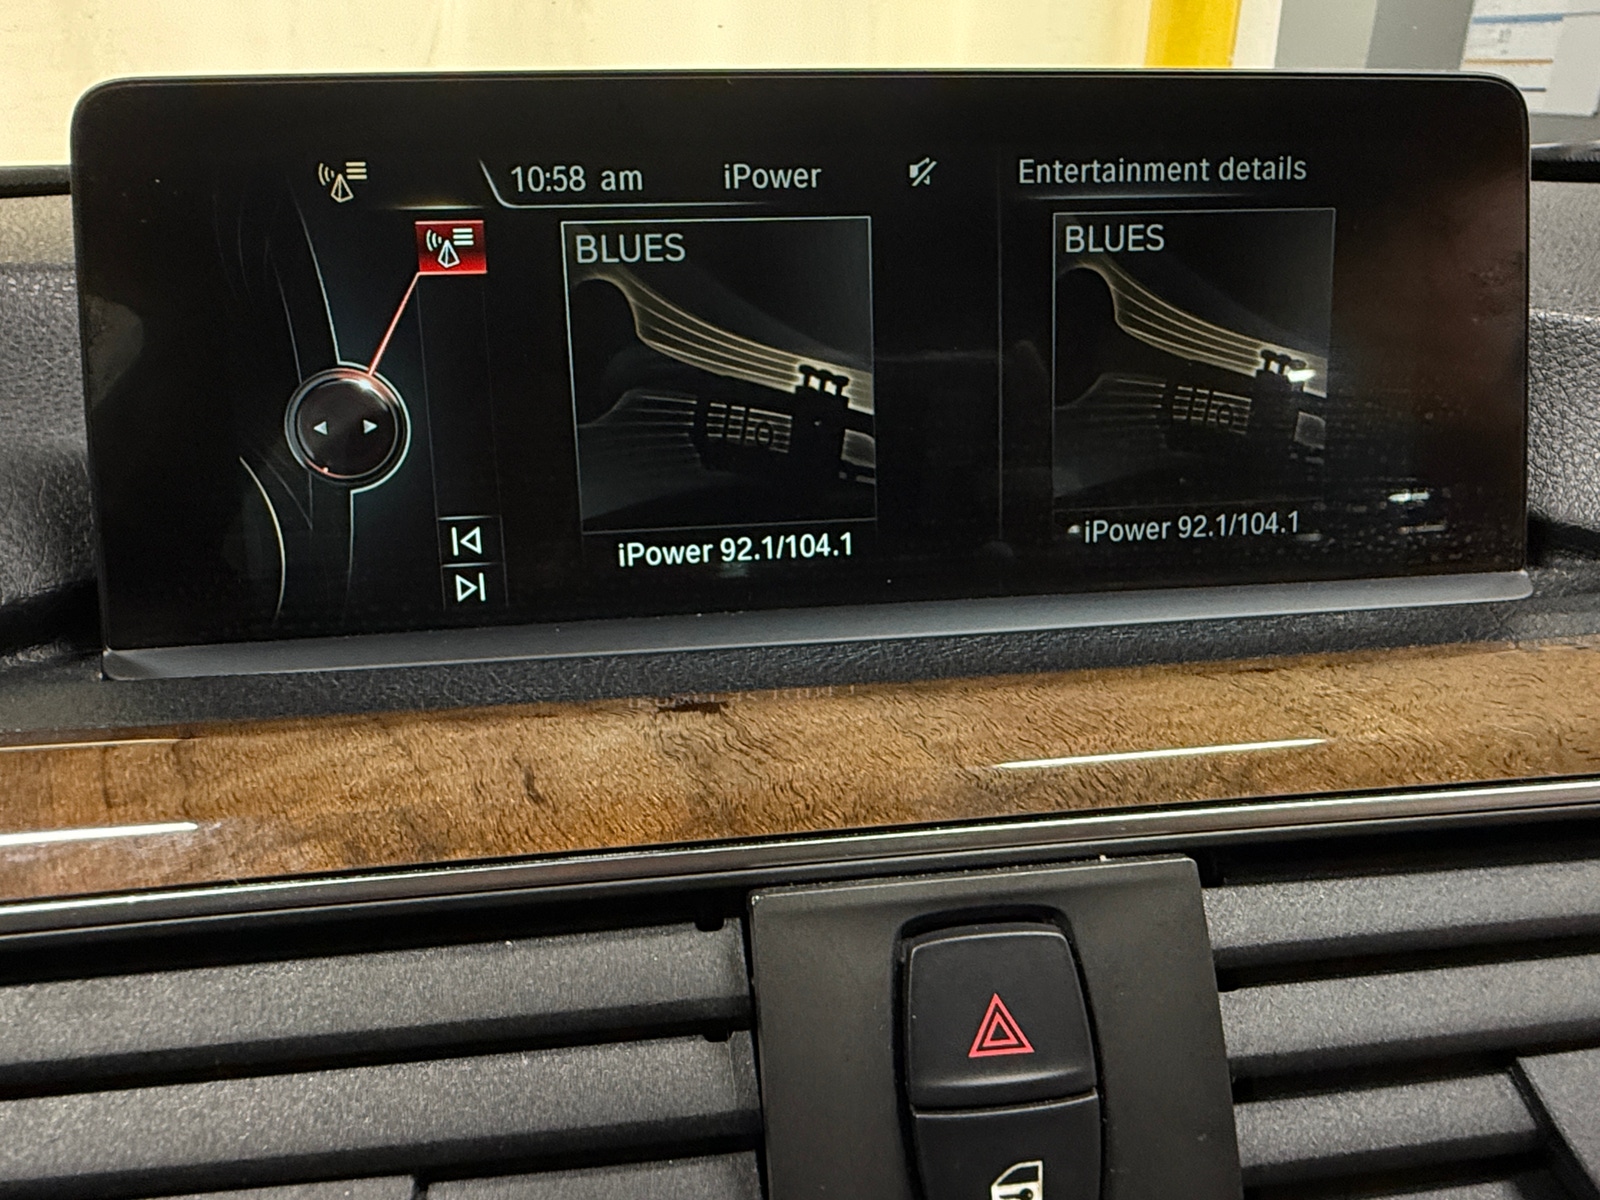 10:58 am
iPower
Entertainment details
BLUES
BLUES
iPower 92.1/104.1
iPower 92.1/104.1